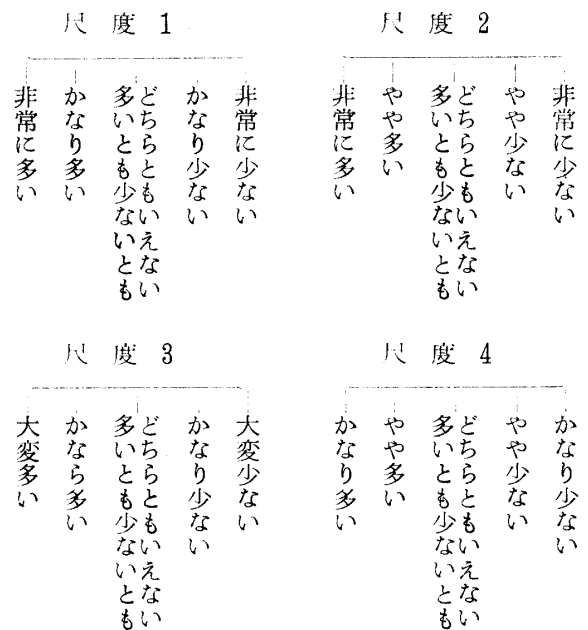 尺度 1
非常に多い
かなり多い
多いとも少ないとも
どちらともいえない
かなり少ない
非常に少ない
尺度 2
非常に多い
やや多い
多いとも少ないとも
どちらともいえない
やや少ない
非常に少ない
尺度 3
大変多い
かなら多い
多いとも少ないとも
どちらともいえない
かなり少ない
大変少ない
尺度 4
かなり多い
やや多い
多いとも少ないとも
どちらともいえない
やや少ない
かなり少ない